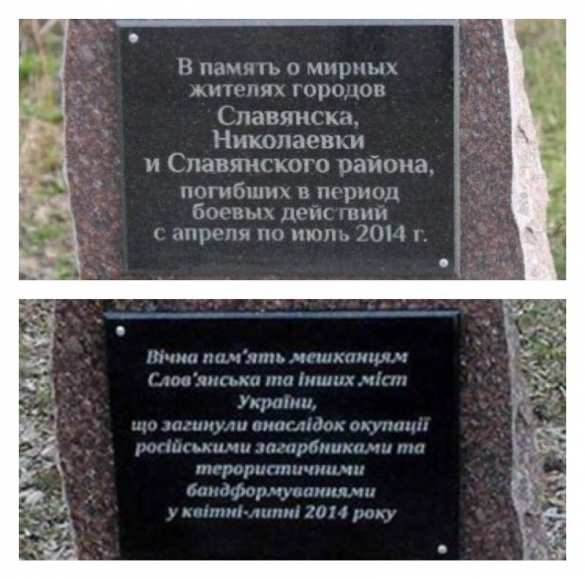 В память о мирных
жителях городов
Славянска,
Николаевки
и Славянского района,
погибших в период
боевых действий
с апреля по июль 2014 г.
Вічна пам'ять мешканцям
Слов'янська та інших міст
України,
що загинули внаслідок окупації
російськими загарбниками та
терористичними
бандформуваниями
у квітні-липні 2014 року